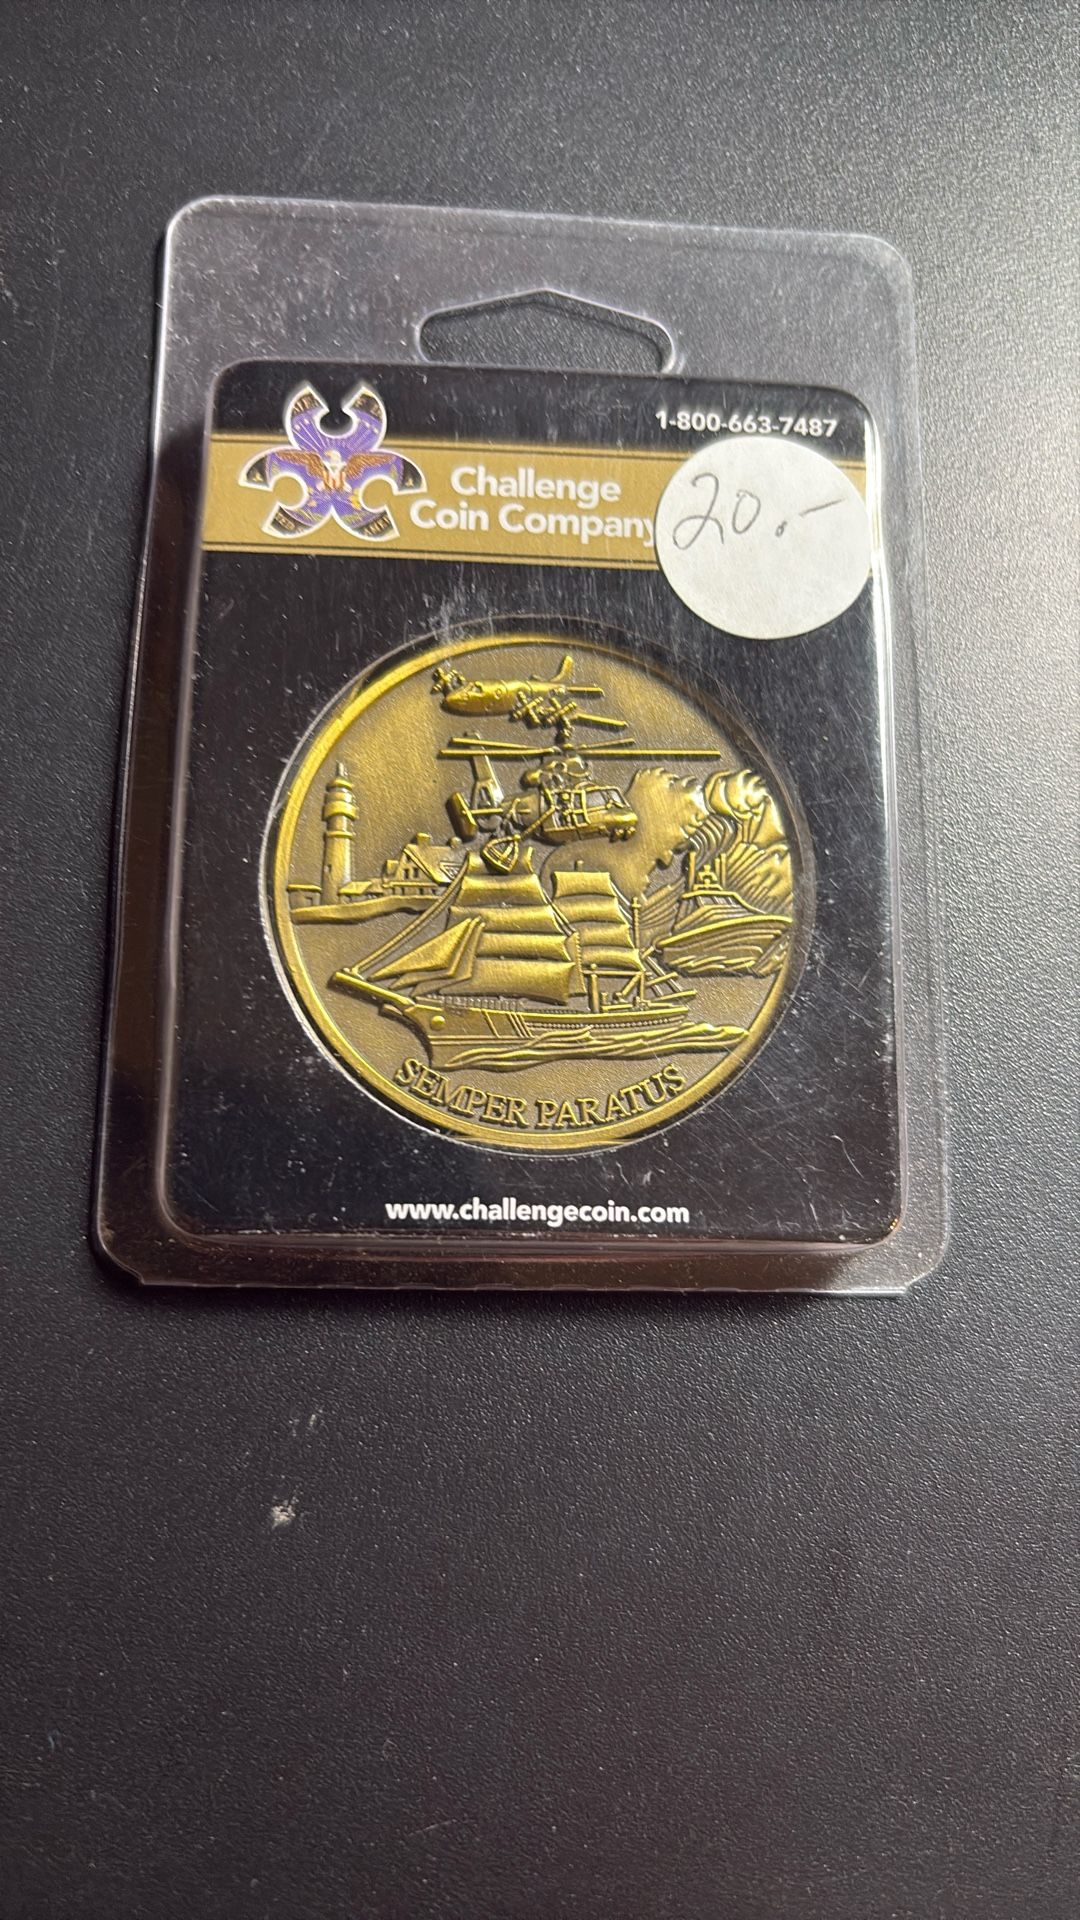 1-800-663-7487
Challenge
Coin Company
20.-
SEMPER PARATUS
www.challengecoin.com